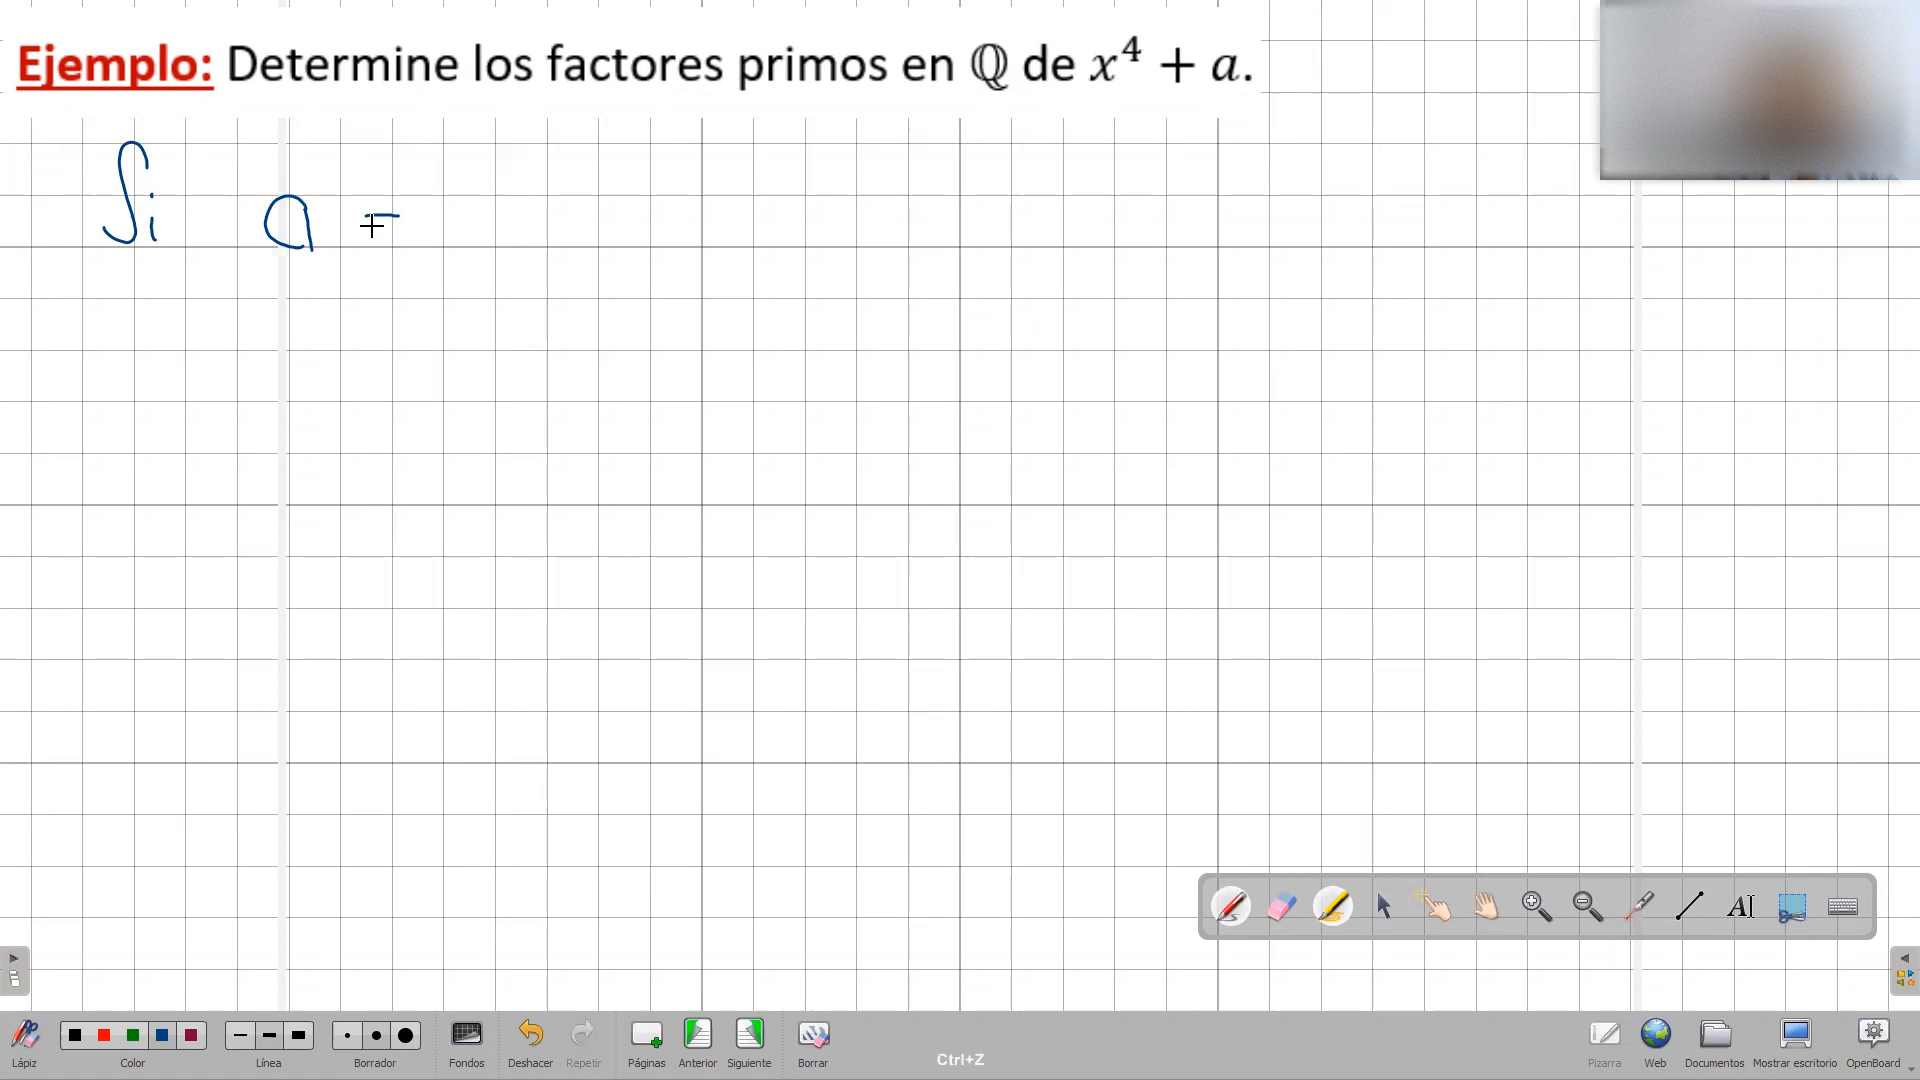 Ejemplo: Determine los factores primos en ℚ de x⁴ + a.
Si a =
Lápiz
Color
Línea
Borrador
Fondos
Deshacer
Repetir
Páginas
Anterior
Siguiente
Borrar
Ctrl+Z
Pizarra
Web
Documentos
Mostrar escritorio
OpenBoard